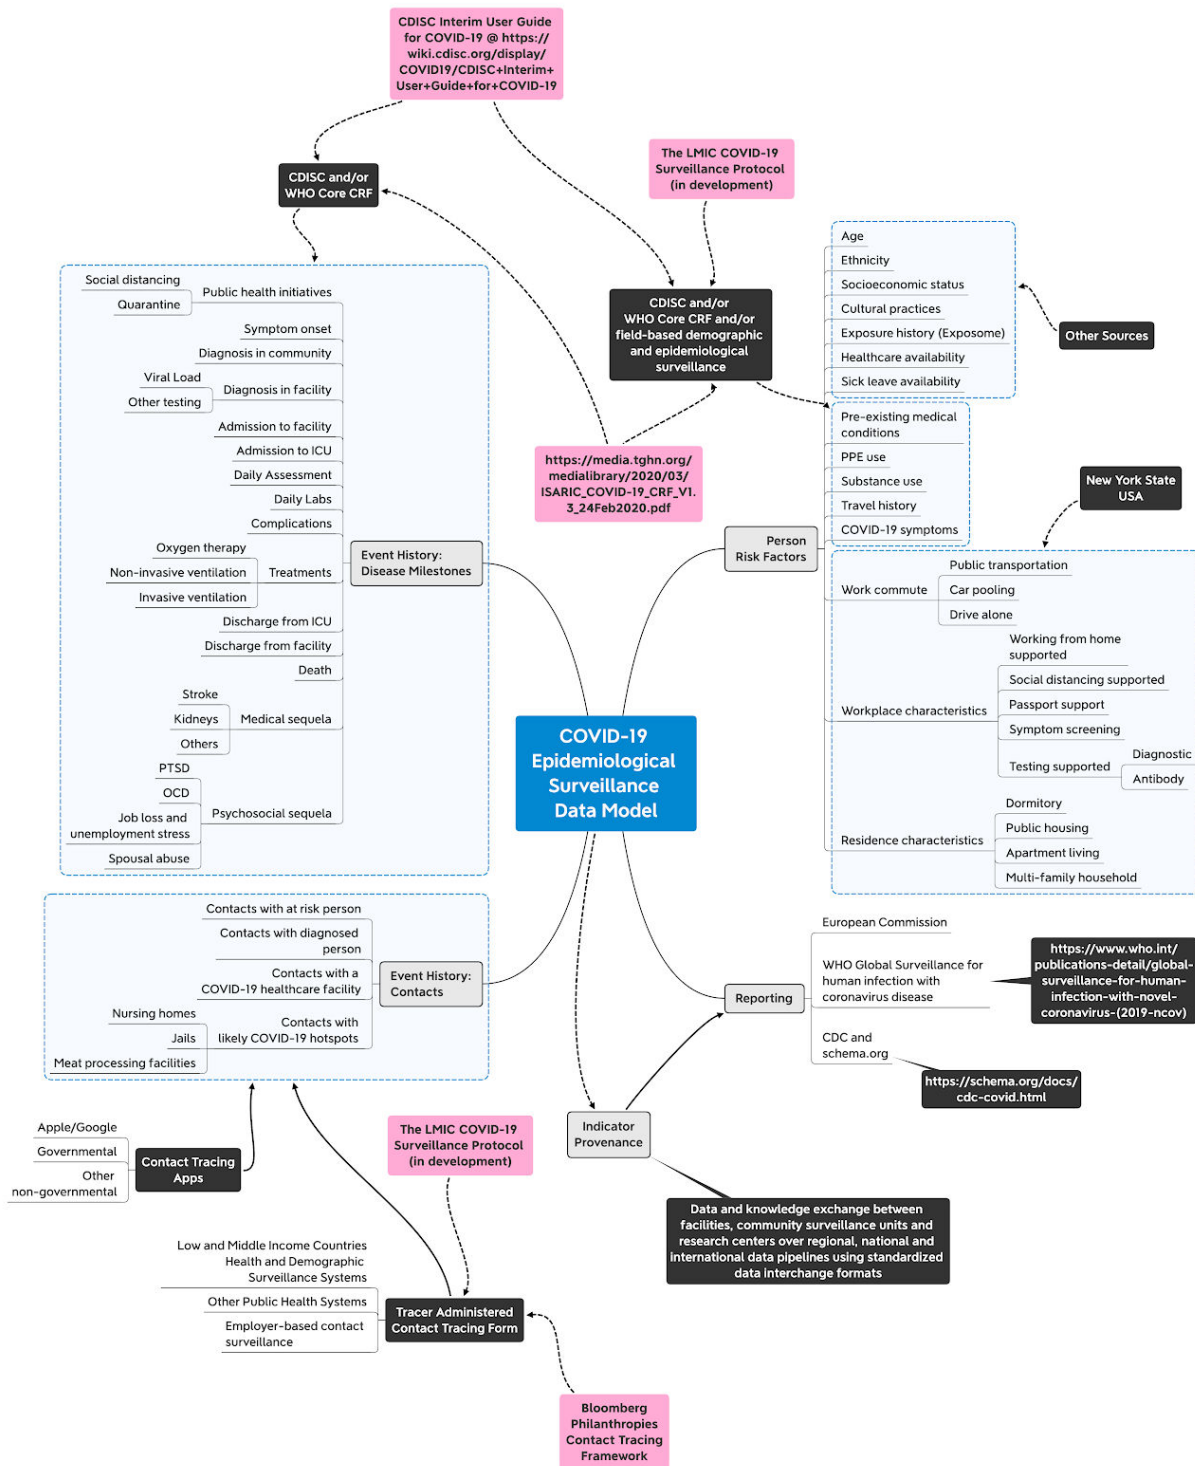 CDISC Interim User Guide
for COVID-19 @ https://
wiki.cdisc.org/display/
COVID19/CDISC+Interim+
User+Guide+for+COVID-19
The LMIC COVID-19
Surveillance Protocol
(in development)
CDISC and/or
WHO Core CRF
CDISC and/or
WHO Core CRF and/or
field-based demographic
and epidemiological
surveillance
Age
Ethnicity
Socioeconomic status
Cultural practices
Exposure history (Exposome)
Healthcare availability
Sick leave availability
Other Sources
Pre-existing medical
conditions
PPE use
Substance use
Travel history
COVID-19 symptoms
New York State
USA
https://media.tghn.org/
medialibrary/2020/03/
ISARIC_COVID-19_CRF_V1.
3_24Feb2020.pdf
Person
Risk Factors
Social distancing
Quarantine
Public health initiatives
Symptom onset
Diagnosis in community
Viral Load
Other testing
Diagnosis in facility
Admission to facility
Admission to ICU
Daily Assessment
Daily Labs
Complications
Oxygen therapy
Non-invasive ventilation
Invasive ventilation
Treatments
Discharge from ICU
Discharge from facility
Death
Stroke
Kidneys
Others
Medical sequela
PTSD
OCD
Job loss and
unemployment stress
Spousal abuse
Psychosocial sequela
Event History:
Disease Milestones
Work commute
Public transportation
Car pooling
Drive alone
Workplace characteristics
Working from home
supported
Social distancing supported
Passport support
Symptom screening
Testing supported
Diagnostic
Antibody
Residence characteristics
Dormitory
Public housing
Apartment living
Multi-family household
COVID-19
Epidemiological
Surveillance
Data Model
Contacts with at risk person
Contacts with diagnosed
person
Contacts with a
COVID-19 healthcare facility
Nursing homes
Jails
Meat processing facilities
Contacts with
likely COVID-19 hotspots
Event History:
Contacts
Reporting
European Commission
WHO Global Surveillance for
human infection with
coronavirus disease
https://www.who.int/
publications-detail/global-
surveillance-for-human-
infection-with-novel-
coronavirus-(2019-ncov)
CDC and
schema.org
https://schema.org/docs/
cdc-covid.html
Indicator
Provenance
Data and knowledge exchange between
facilities, community surveillance units and
research centers over regional, national and
international data pipelines using standardized
data interchange formats
Apple/Google
Governmental
Other
non-governmental
Contact Tracing
Apps
The LMIC COVID-19
Surveillance Protocol
(in development)
Low and Middle Income Countries
Health and Demographic
Surveillance Systems
Other Public Health Systems
Employer-based contact
surveillance
Tracer Administered
Contact Tracing Form
Bloomberg
Philanthropies
Contact Tracing
Framework